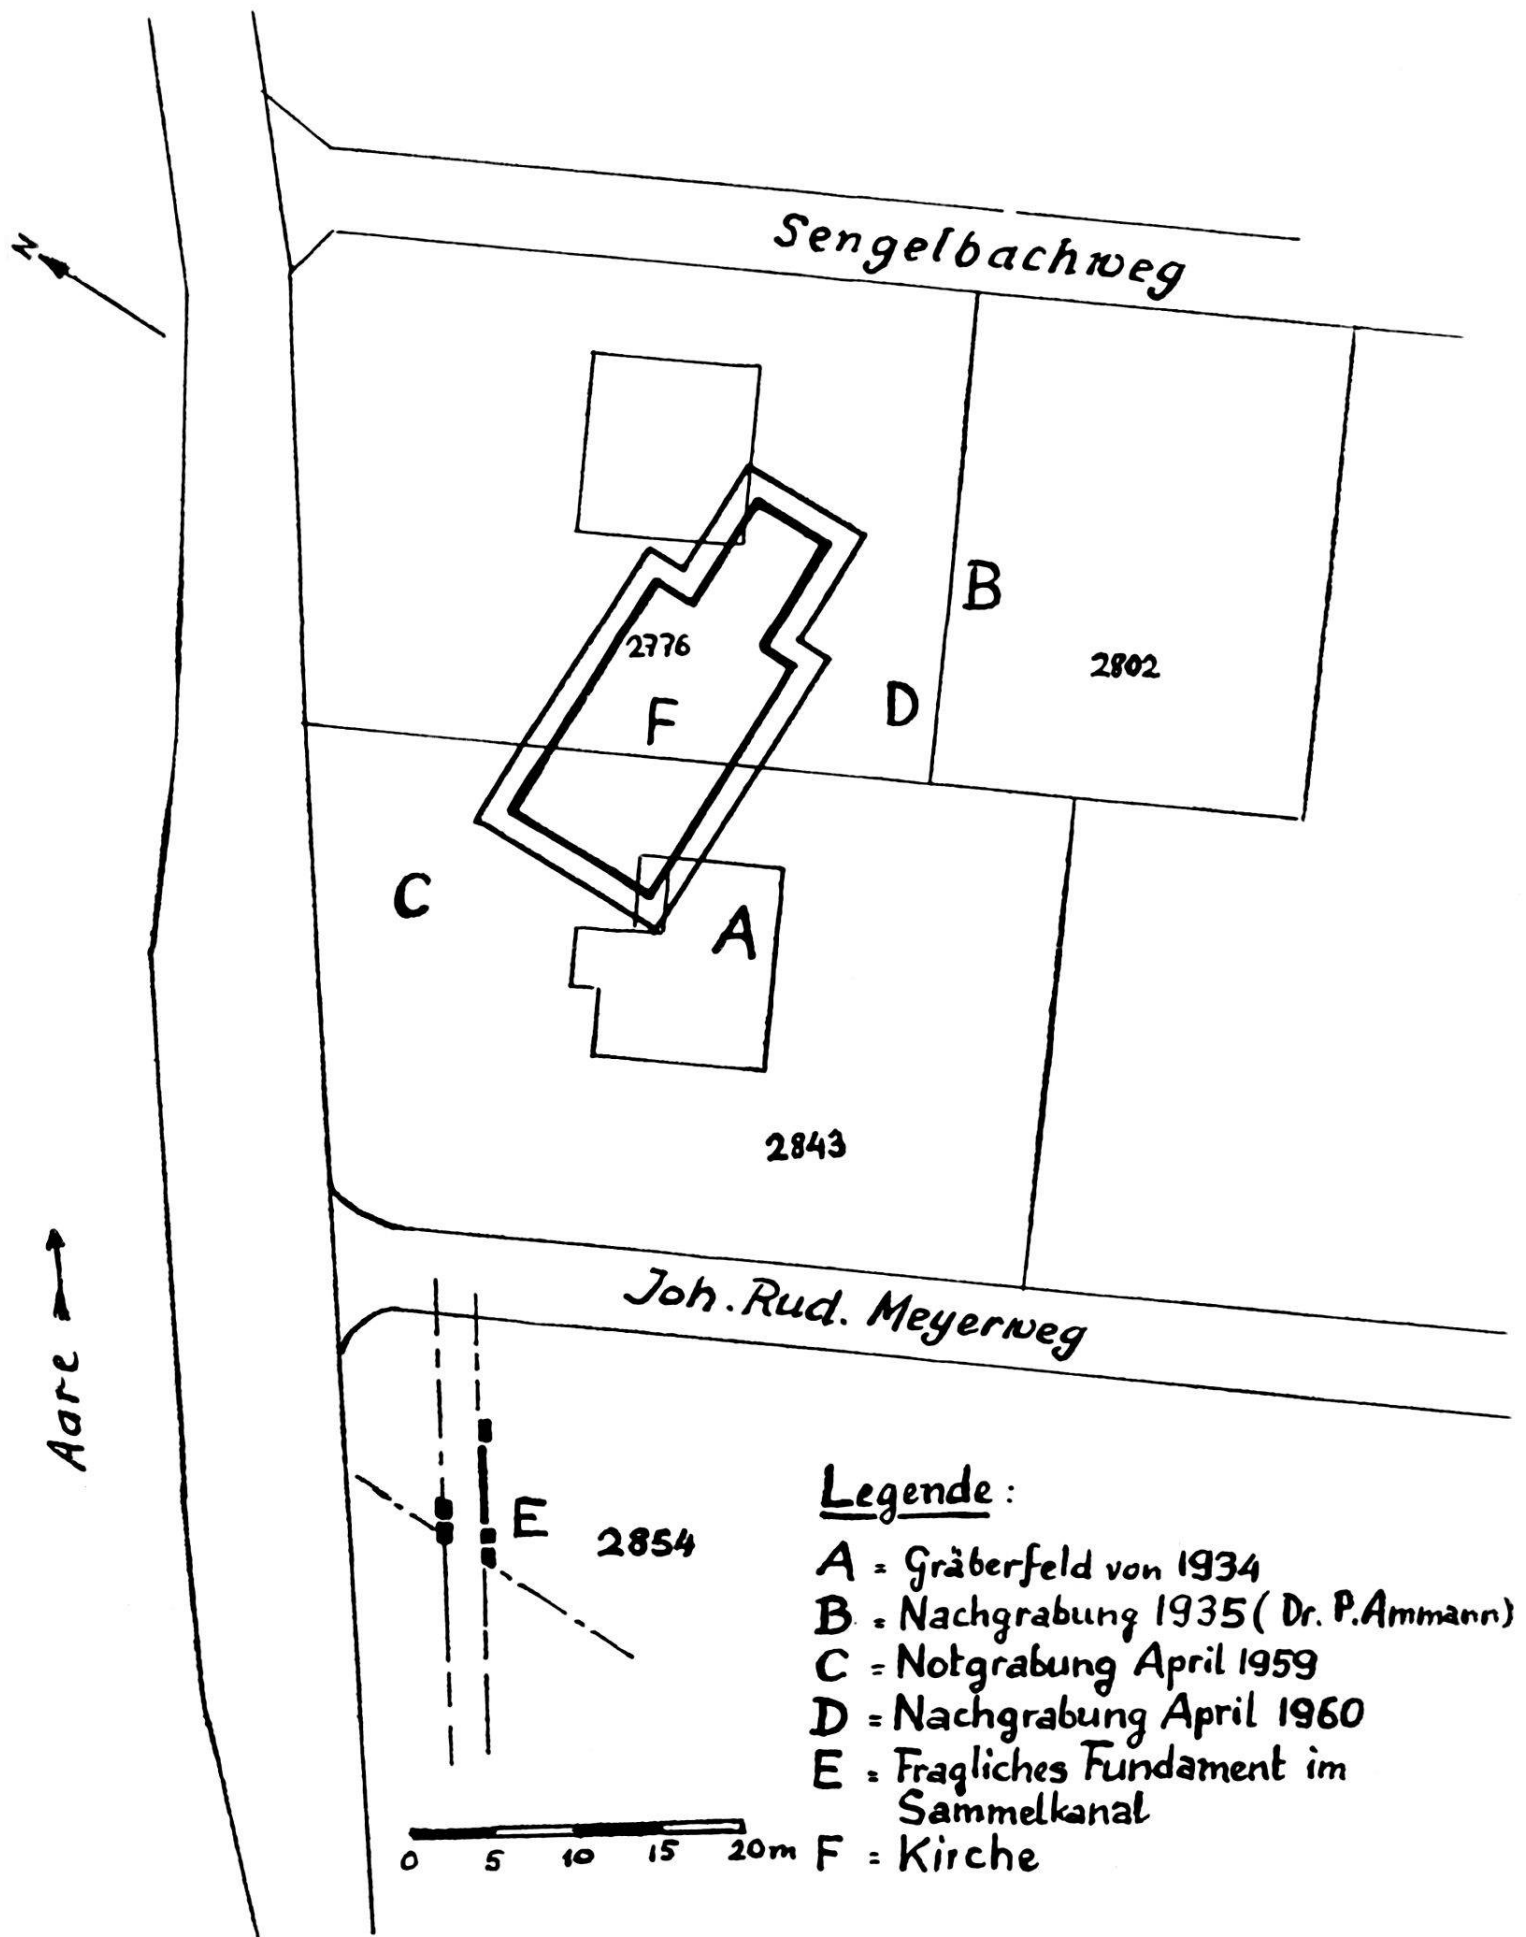 Sengelbachweg
N
B
2776
2802
F
D
C
A
2843
Joh. Rud. Meyerweg
Aare
E
2854
Legende :
A = Gräberfeld von 1934
B = Nachgrabung 1935 ( Dr. P. Ammann)
C = Notgrabung April 1959
D = Nachgrabung April 1960
E = Fragliches Fundament im
Sammelkanal
F = Kirche
0 5 10 15 20m